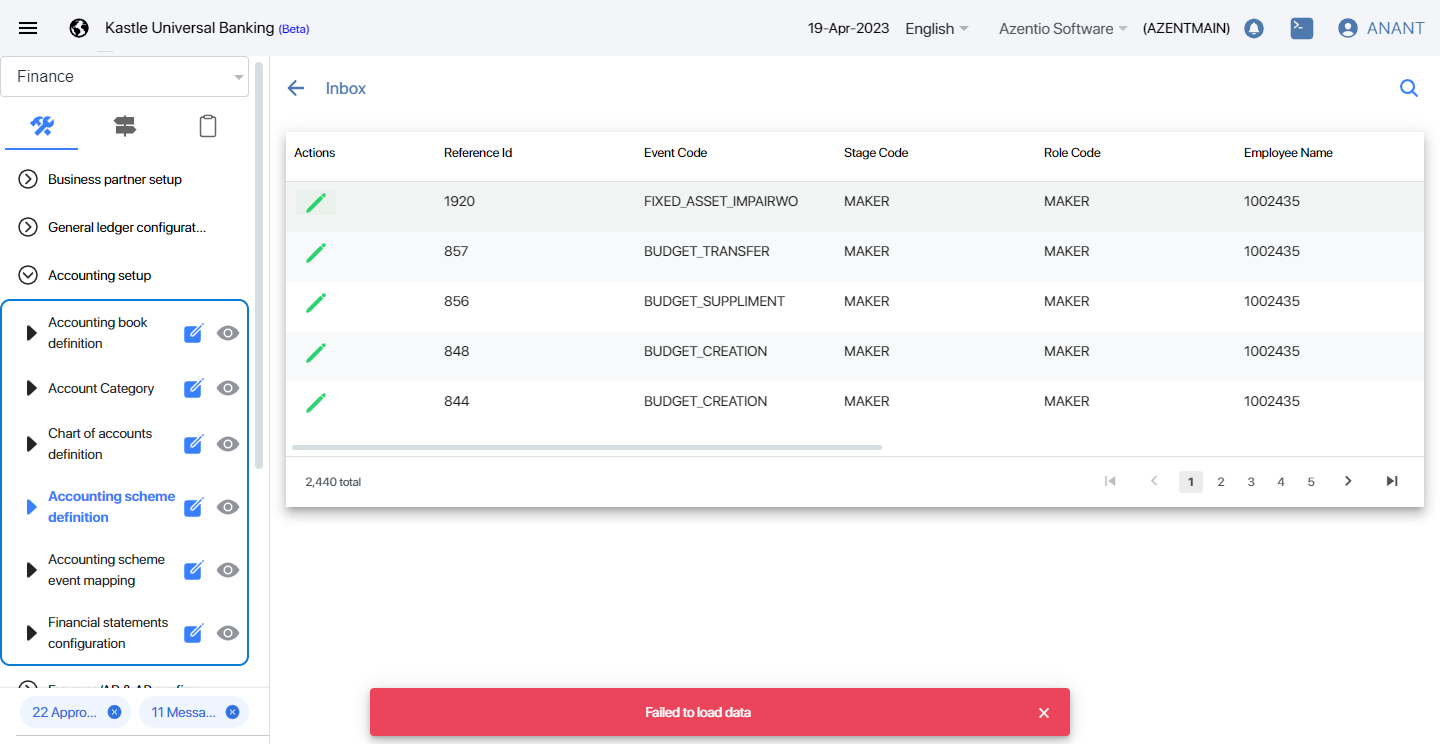 Kastle Universal Banking (Beta)
19-Apr-2023 English Azentio Software (AZENTMAIN) ANANT
Finance
Business partner setup
General ledger configurat...
Accounting setup
Accounting book
definition
Account Category
Chart of accounts
definition
Accounting scheme
definition
Accounting scheme
event mapping
Financial statements
configuration
22 Appro...
11 Messa...
Inbox
Actions Reference Id Event Code Stage Code Role Code Employee Name
1920 FIXED_ASSET_IMPAIRWO MAKER MAKER 1002435
857 BUDGET_TRANSFER MAKER MAKER 1002435
856 BUDGET_SUPPLIMENT MAKER MAKER 1002435
848 BUDGET_CREATION MAKER MAKER 1002435
844 BUDGET_CREATION MAKER MAKER 1002435
2,440 total 1 2 3 4 5
Failed to load data